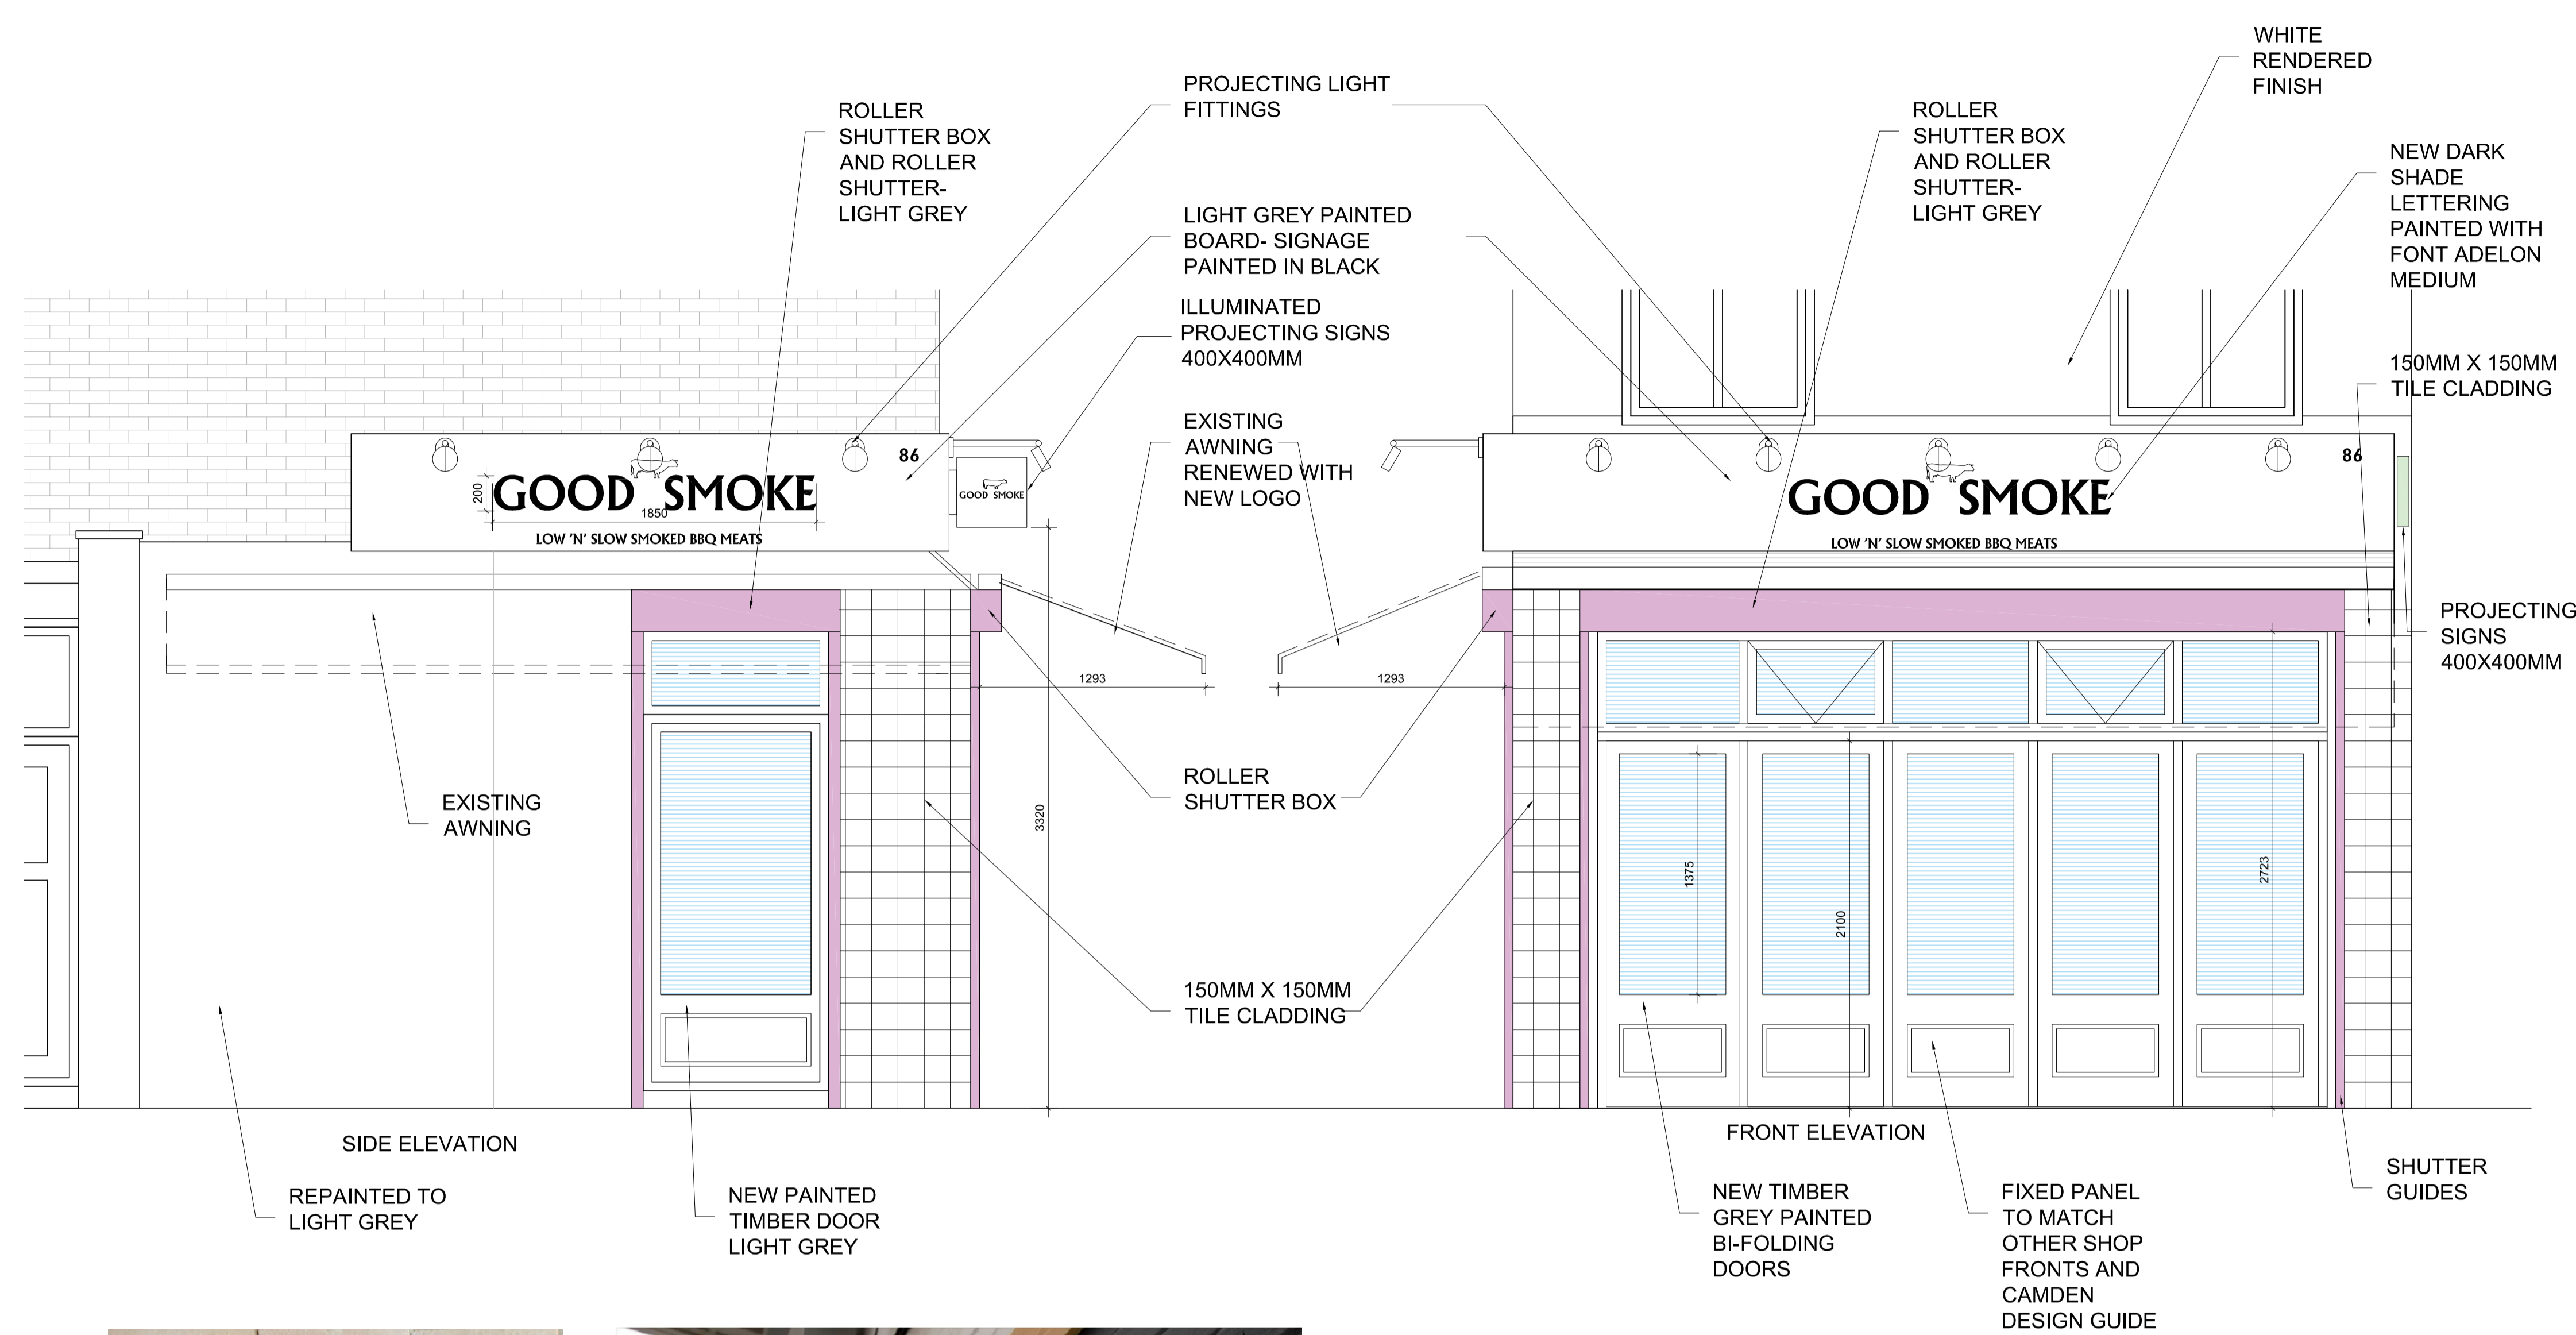 WHITE
RENDERED
FINISH
PROJECTING LIGHT
FITTINGS
ROLLER
SHUTTER BOX
AND ROLLER
SHUTTER-
LIGHT GREY
ROLLER
SHUTTER BOX
AND ROLLER
SHUTTER-
LIGHT GREY
NEW DARK
SHADE
LETTERING
PAINTED WITH
FONT ADELON
MEDIUM
LIGHT GREY PAINTED
BOARD- SIGNAGE
PAINTED IN BLACK
ILLUMINATED
PROJECTING SIGNS
400X400MM
150MM X 150MM
TILE CLADDING
EXISTING
AWNING
RENEWED WITH
NEW LOGO
86
GOOD SMOKE
200
1850
LOW 'N' SLOW SMOKED BBQ MEATS
GOOD SMOKE
86
GOOD SMOKE
LOW 'N' SLOW SMOKED BBQ MEATS
PROJECTING
SIGNS
400X400MM
1293
1293
EXISTING
AWNING
ROLLER
SHUTTER BOX
3320
1375
2100
2723
150MM X 150MM
TILE CLADDING
SIDE ELEVATION
FRONT ELEVATION
REPAINTED TO
LIGHT GREY
NEW PAINTED
TIMBER DOOR
LIGHT GREY
NEW TIMBER
GREY PAINTED
BI-FOLDING
DOORS
FIXED PANEL
TO MATCH
OTHER SHOP
FRONTS AND
CAMDEN
DESIGN GUIDE
SHUTTER
GUIDES